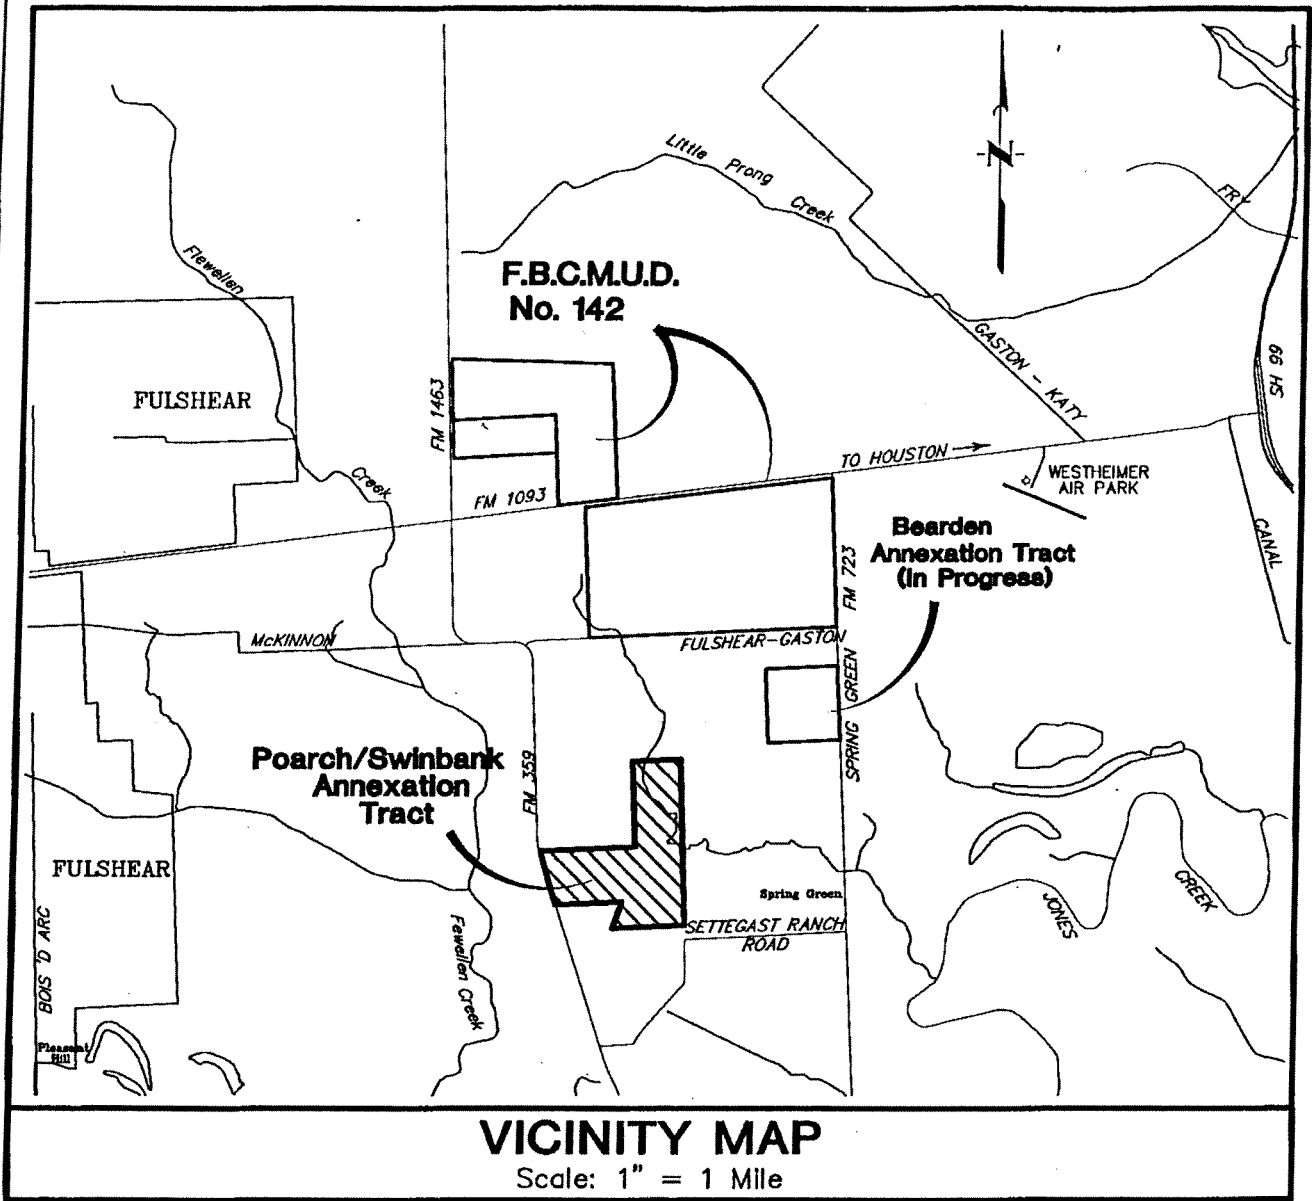 Little Prong Creek
N
FR
Flewellen
F.B.C.M.U.D.
No. 142
GASTON - KATY
SH 99
FULSHEAR
FM 1463
TO HOUSTON
WESTHEIMER
AIR PARK
Creek
FM 1093
Bearden
Annexation Tract
(In Progress)
FM 723
CANAL
McKINNON
FULSHEAR-GASTON
SPRING GREEN
Poarch/Swinbank
Annexation
Tract
FM 359
FULSHEAR
Spring Green
SETTEGAST RANCH
ROAD
JONES
CREEK
BOIS 'D ARC
Fewellen Creek
Pleasant
Hill
VICINITY MAP
Scale: 1" = 1 Mile